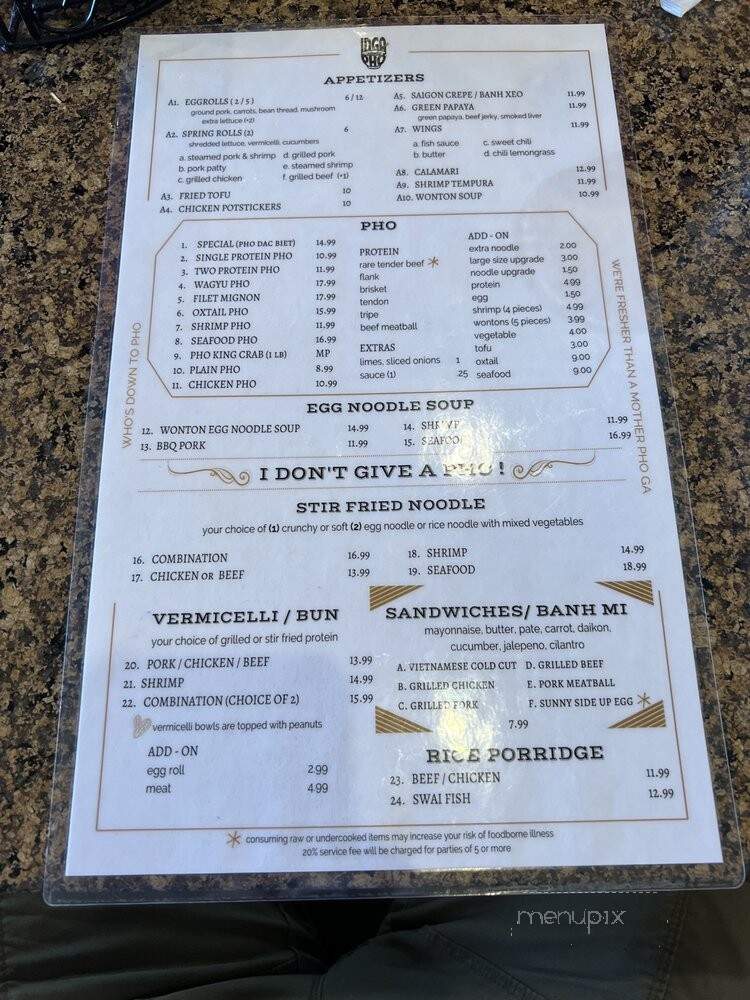 IDGA
PHO
APPETIZERS
A1. EGGROLLS ( 2 / 5 ) 6 / 12
ground pork, carrots, bean thread, mushroom
extra lettuce (+2)
A2. SPRING ROLLS (2) 6
shredded lettuce, vermicelli, cucumbers
a. steamed pork & shrimp d. grilled pork
b. pork patty e. steamed shrimp
c. grilled chicken f. grilled beef (+1)
A3. FRIED TOFU 10
A4. CHICKEN POTSTICKERS 10
A5. SAIGON CREPE / BANH XEO 11.99
A6. GREEN PAPAYA 11.99
green papaya, beef jerky, smoked liver
A7. WINGS 11.99
a. fish sauce c. sweet chili
b. butter d. chili lemongrass
A8. CALAMARI 12.99
A9. SHRIMP TEMPURA 11.99
A10. WONTON SOUP 10.99
PHO
1. SPECIAL (PHO DAC BIET) 14.99
2. SINGLE PROTEIN PHO 10.99
3. TWO PROTEIN PHO 11.99
4. WAGYU PHO 17.99
5. FILET MIGNON 17.99
6. OXTAIL PHO 15.99
7. SHRIMP PHO 11.99
8. SEAFOOD PHO 16.99
9. PHO KING CRAB (1 LB) MP
10. PLAIN PHO 8.99
11. CHICKEN PHO 10.99
PROTEIN
rare tender beef *
flank
brisket
tendon
tripe
beef meatball
EXTRAS
limes, sliced onions 1
sauce (1) .25
ADD - ON
extra noodle 2.00
large size upgrade 3.00
noodle upgrade 1.50
protein 4.99
egg 1.50
shrimp (4 pieces) 4.99
wontons (5 pieces) 3.99
vegetable 4.00
tofu 3.00
oxtail 9.00
seafood 9.00
WHO'S DOWN TO PHO
WE'RE FRESHER THAN A MOTHER PHO GA
EGG NOODLE SOUP
12. WONTON EGG NOODLE SOUP 14.99
13. BBQ PORK 11.99
14. SHRIMP 11.99
15. SEAFOOD 16.99
I DON'T GIVE A PHO !
STIR FRIED NOODLE
your choice of (1) crunchy or soft (2) egg noodle or rice noodle with mixed vegetables
16. COMBINATION 16.99
17. CHICKEN OR BEEF 13.99
18. SHRIMP 14.99
19. SEAFOOD 18.99
VERMICELLI / BUN
your choice of grilled or stir fried protein
20. PORK / CHICKEN / BEEF 13.99
21. SHRIMP 14.99
22. COMBINATION (CHOICE OF 2) 15.99
vermicelli bowls are topped with peanuts
ADD - ON
egg roll 2.99
meat 4.99
SANDWICHES/ BANH MI
mayonnaise, butter, pate, carrot, daikon,
cucumber, jalepeno, cilantro
A. VIETNAMESE COLD CUT D. GRILLED BEEF
B. GRILLED CHICKEN E. PORK MEATBALL
C. GRILLED PORK F. SUNNY SIDE UP EGG *
7.99
RICE PORRIDGE
23. BEEF / CHICKEN 11.99
24. SWAI FISH 12.99
* consuming raw or undercooked items may increase your risk of foodborne illness
20% service fee will be charged for parties of 5 or more
menupix